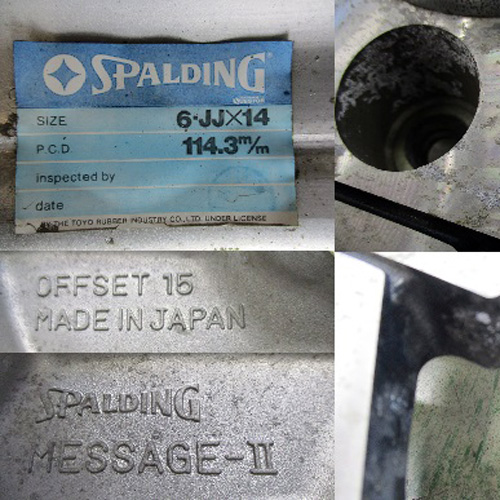 SPALDING
SIZE 6·JJ×14
P.C.D. 114.3m/m
inspected by
date
BY THE TOYO RUBBER INDUSTRY CO.,LTD. UNDER LICENSE
OFFSET 15
MADE IN JAPAN
SPALDING
MESSAGE-II